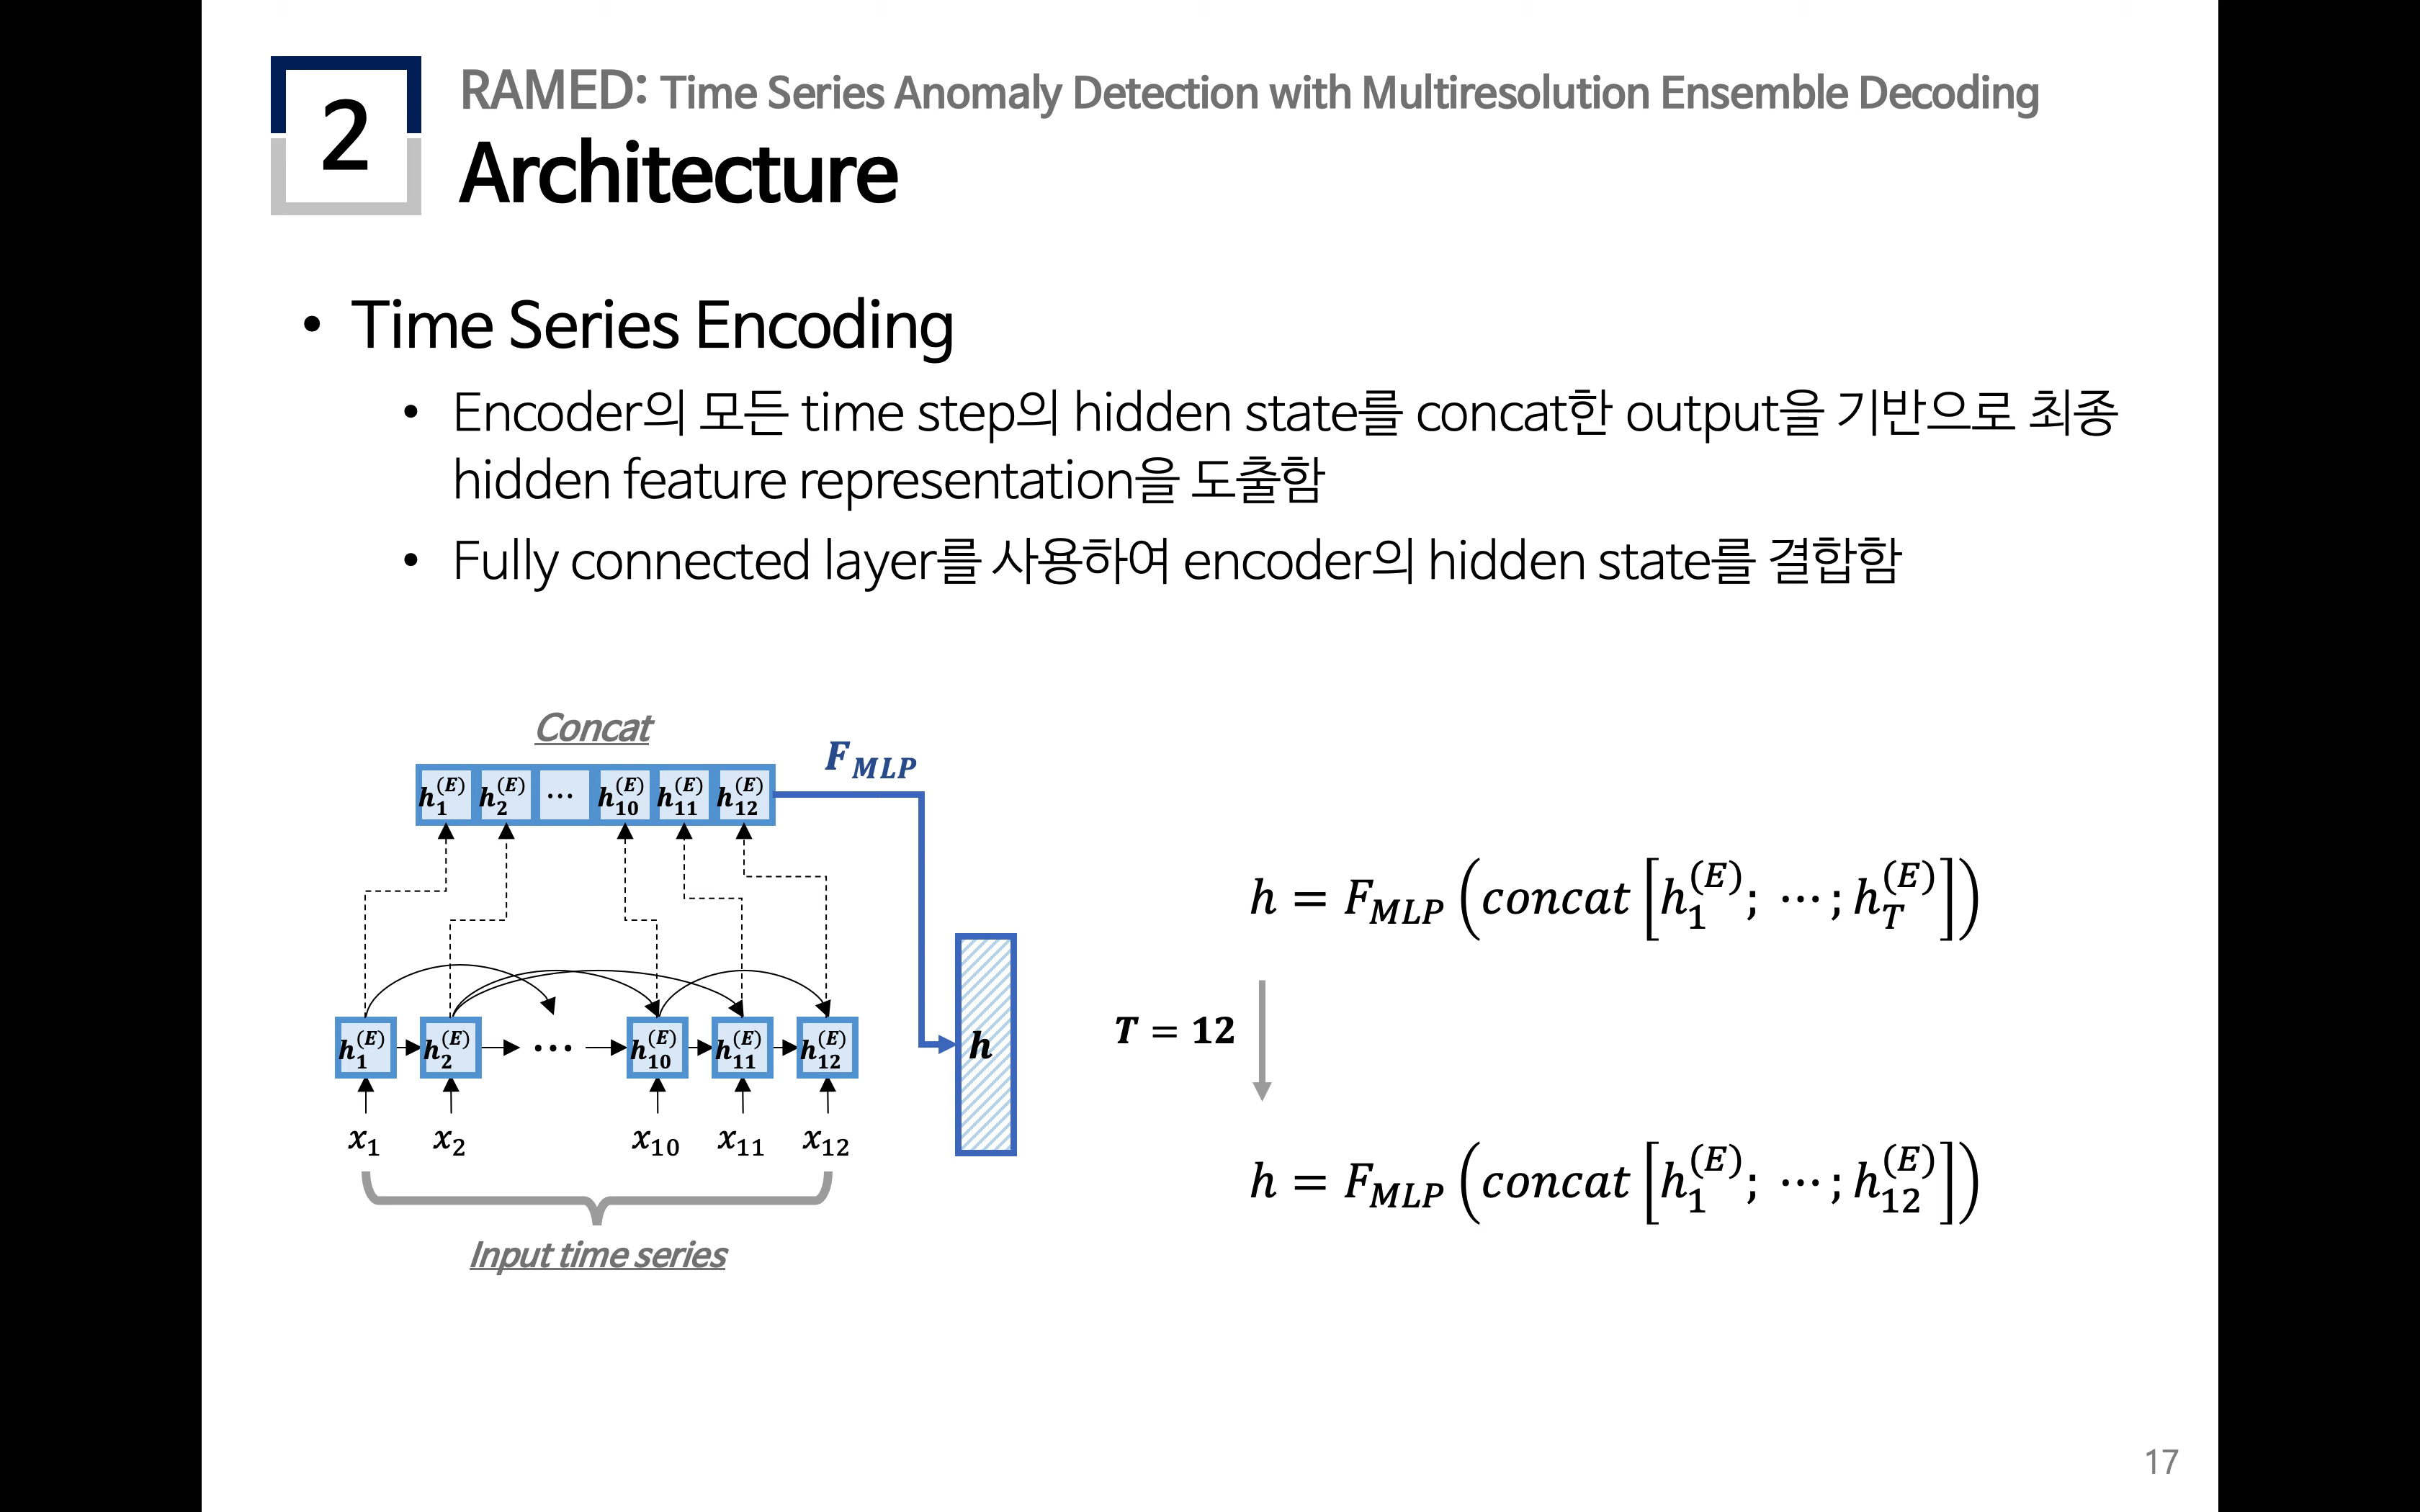 2
RAMED: Time Series Anomaly Detection with Multiresolution Ensemble Decoding
Architecture
• Time Series Encoding
• Encoder의 모든 time step의 hidden state를 concat한 output을 기반으로 최종
hidden feature representation을 도출함
• Fully connected layer를 사용하여 encoder의 hidden state를 결합함
Concat
h₁⁽ᴱ⁾ h₂⁽ᴱ⁾ ⋯ h₁₀⁽ᴱ⁾ h₁₁⁽ᴱ⁾ h₁₂⁽ᴱ⁾
F_MLP
h₁⁽ᴱ⁾ h₂⁽ᴱ⁾ ⋯ h₁₀⁽ᴱ⁾ h₁₁⁽ᴱ⁾ h₁₂⁽ᴱ⁾
h
x₁ x₂ x₁₀ x₁₁ x₁₂
Input time series
h = F_MLP (concat [h₁⁽ᴱ⁾; ⋯ ; h_T⁽ᴱ⁾])
T = 12
h = F_MLP (concat [h₁⁽ᴱ⁾; ⋯ ; h₁₂⁽ᴱ⁾])
17